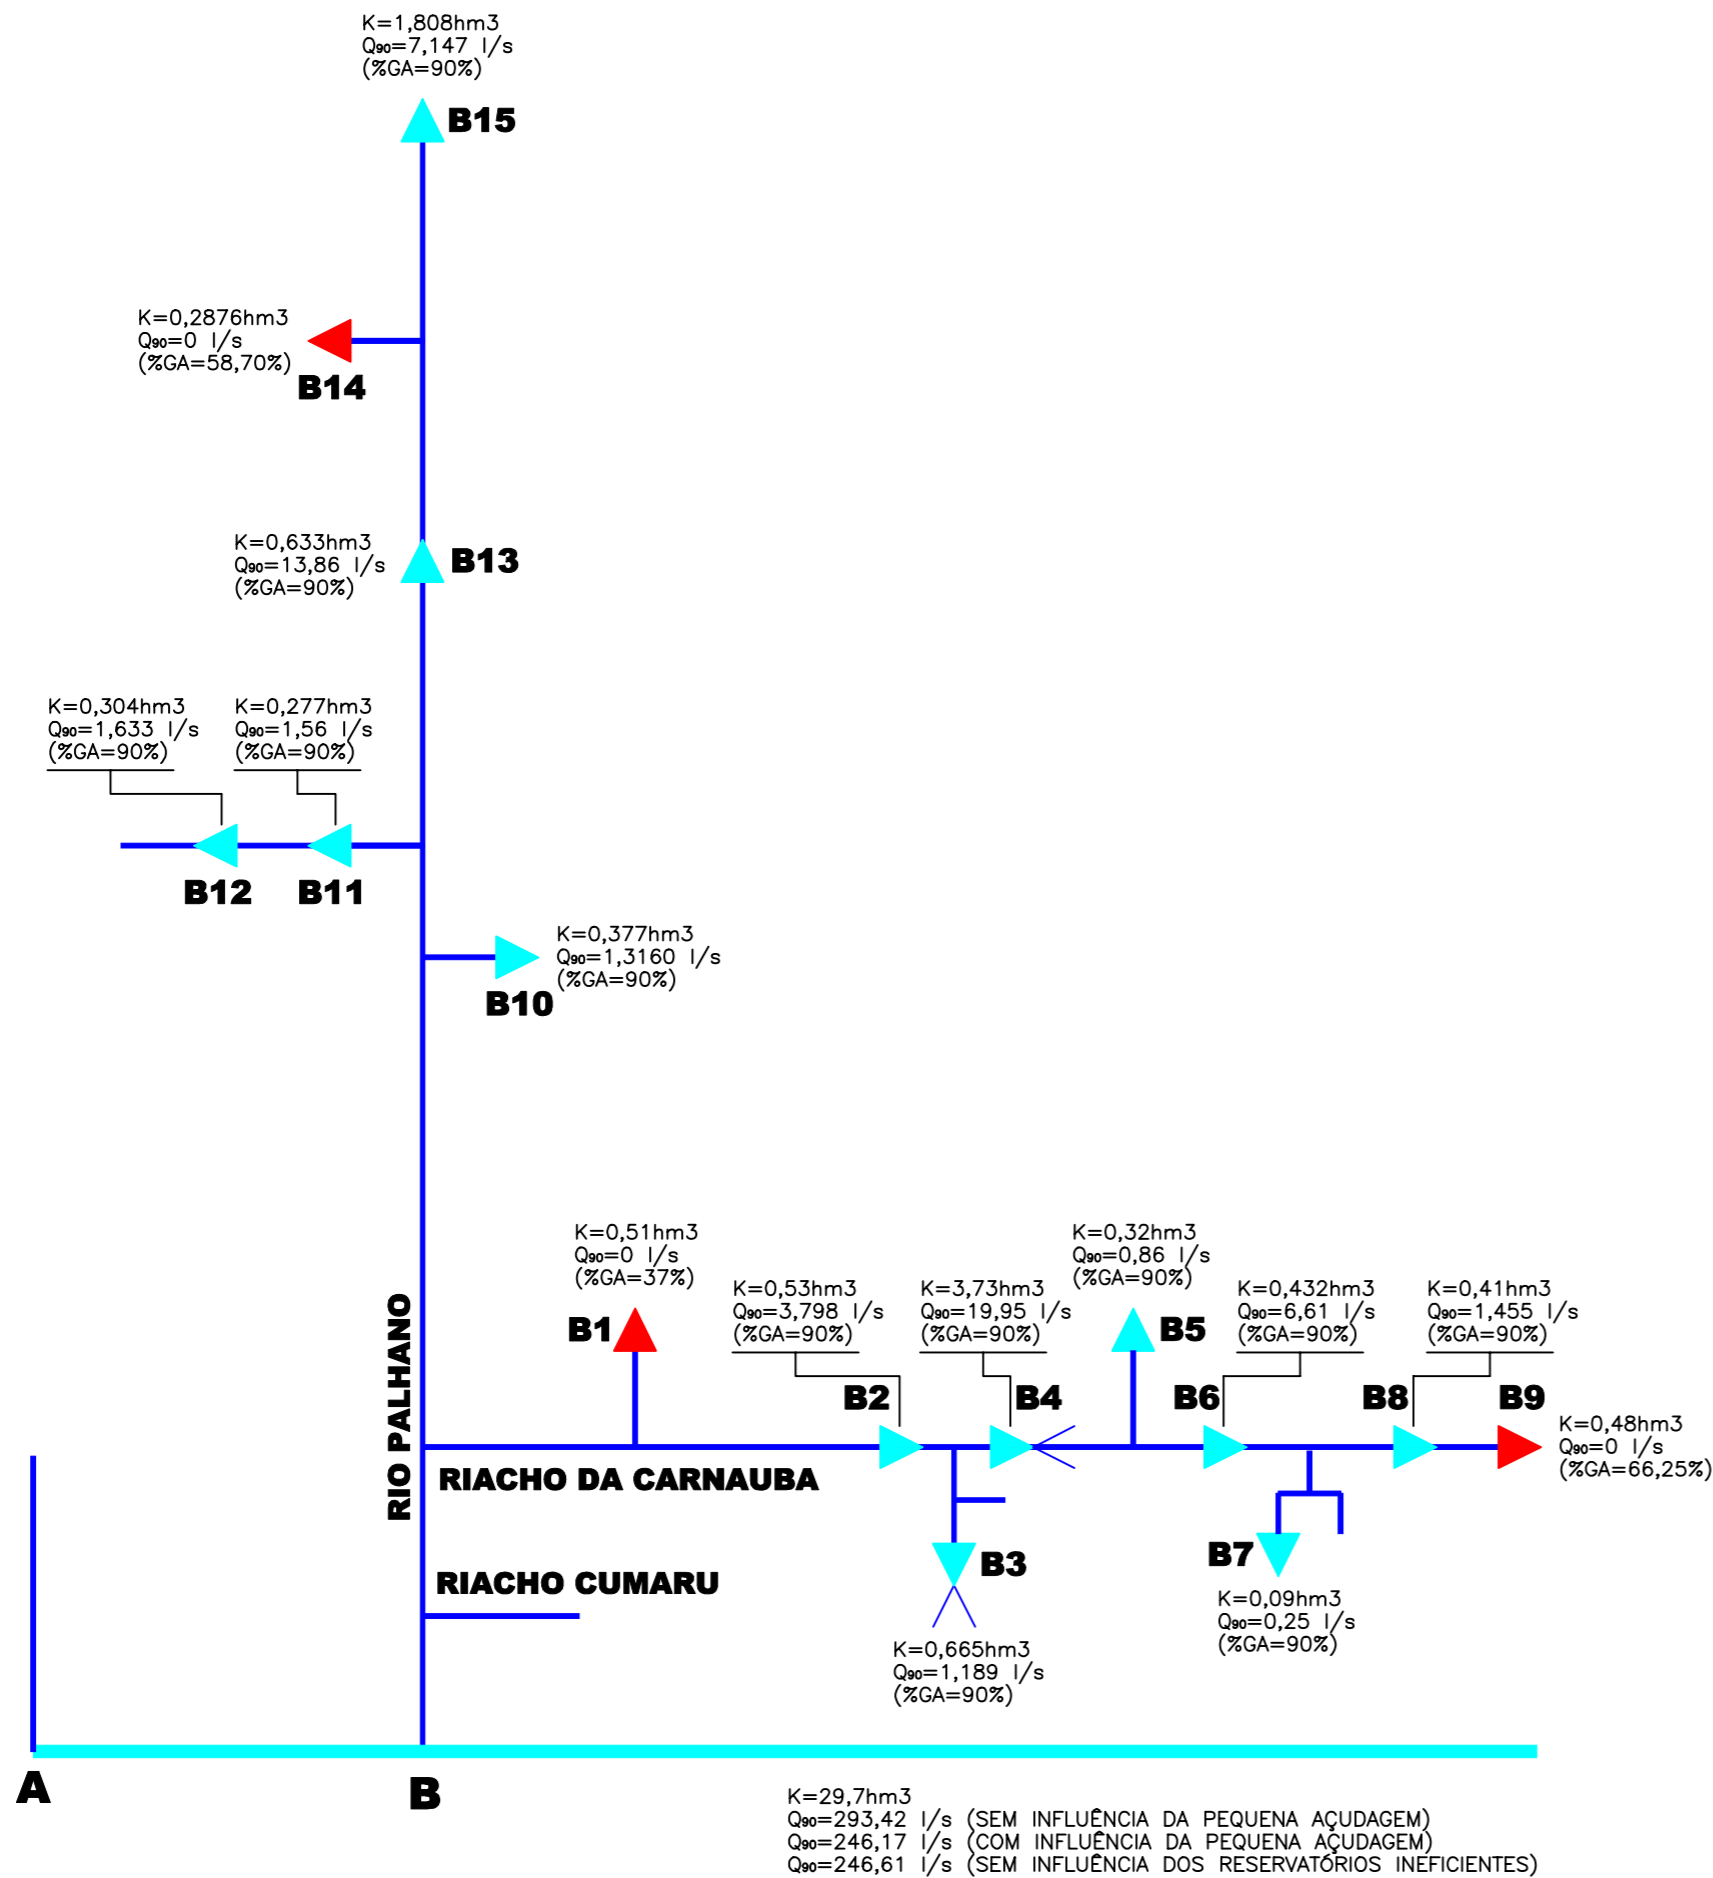 K=1,808hm3
Q90=7,147 l/s
(%GA=90%)
B15
K=0,2876hm3
Q90=0 l/s
(%GA=58,70%)
B14
K=0,633hm3
Q90=13,86 l/s
(%GA=90%)
B13
K=0,304hm3
Q90=1,633 l/s
(%GA=90%)
K=0,277hm3
Q90=1,56 l/s
(%GA=90%)
B12
B11
K=0,377hm3
Q90=1,3160 l/s
(%GA=90%)
B10
RIO PALHANO
K=0,51hm3
Q90=0 l/s
(%GA=37%)
B1
K=0,53hm3
Q90=3,798 l/s
(%GA=90%)
B2
K=3,73hm3
Q90=19,95 l/s
(%GA=90%)
B4
K=0,32hm3
Q90=0,86 l/s
(%GA=90%)
B5
K=0,432hm3
Q90=6,61 l/s
(%GA=90%)
B6
K=0,41hm3
Q90=1,455 l/s
(%GA=90%)
B8
B9
K=0,48hm3
Q90=0 l/s
(%GA=66,25%)
RIACHO DA CARNAUBA
B3
K=0,665hm3
Q90=1,189 l/s
(%GA=90%)
B7
K=0,09hm3
Q90=0,25 l/s
(%GA=90%)
RIACHO CUMARU
A
B
K=29,7hm3
Q90=293,42 l/s (SEM INFLUÊNCIA DA PEQUENA AÇUDAGEM)
Q90=246,17 l/s (COM INFLUÊNCIA DA PEQUENA AÇUDAGEM)
Q90=246,61 l/s (SEM INFLUÊNCIA DOS RESERVATÓRIOS INEFICIENTES)